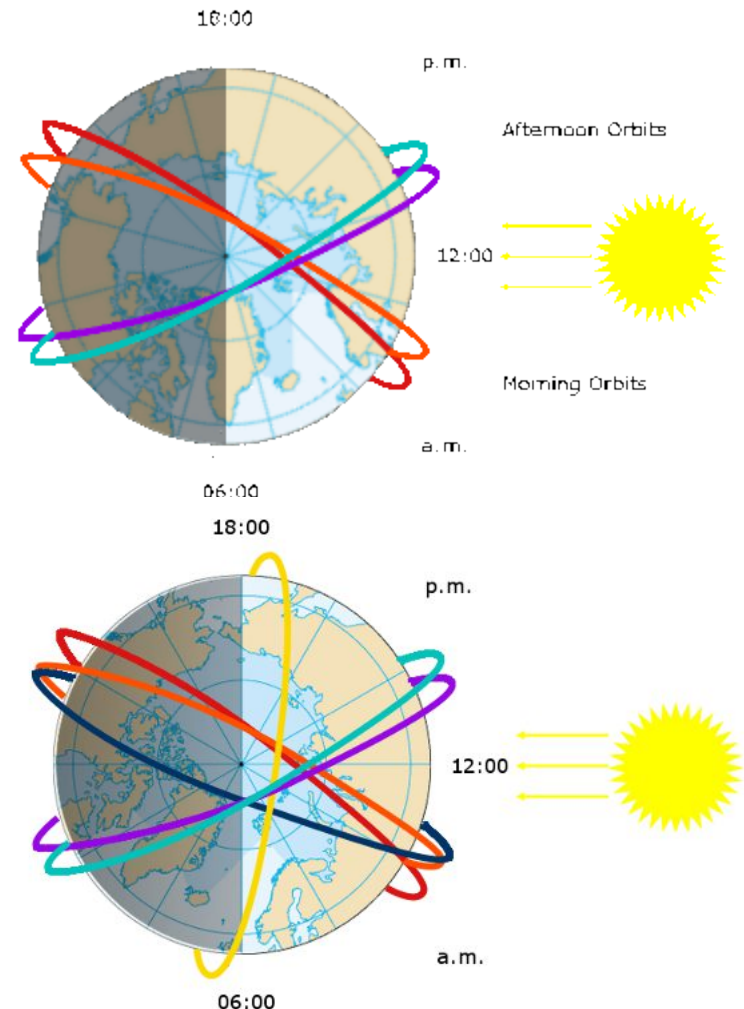 18:00
p.m.
Afternoon Orbits
12:00
Morning Orbits
a.m.
06:00
18:00
p.m.
12:00
a.m.
06:00